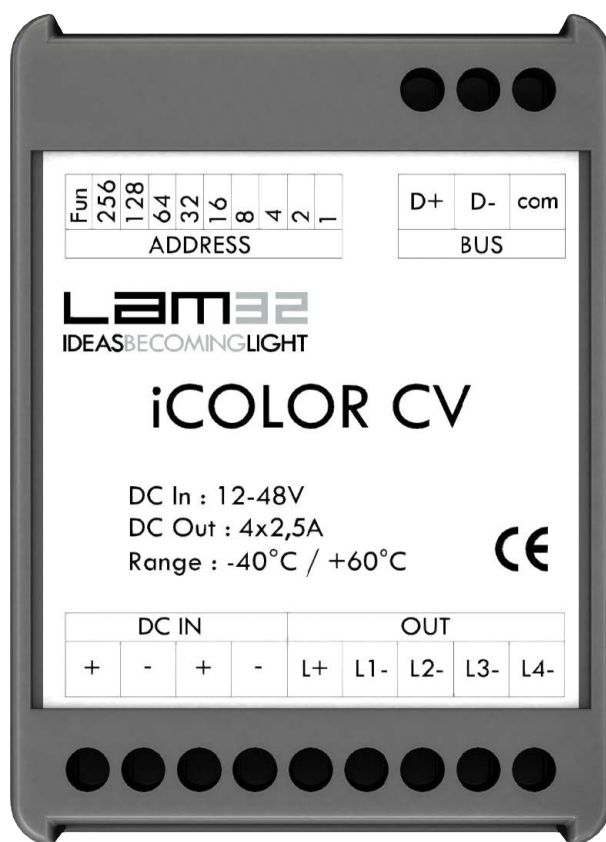 Fun 256 128 64 32 16 8 4 2 1
ADDRESS
D+ D- com
BUS
Lam32
IDEASBECOMINGLIGHT
iCOLOR CV
DC In : 12-48V
DC Out : 4x2,5A
Range : -40°C / +60°C
CE
DC IN OUT
+ - + - L+ L1- L2- L3- L4-